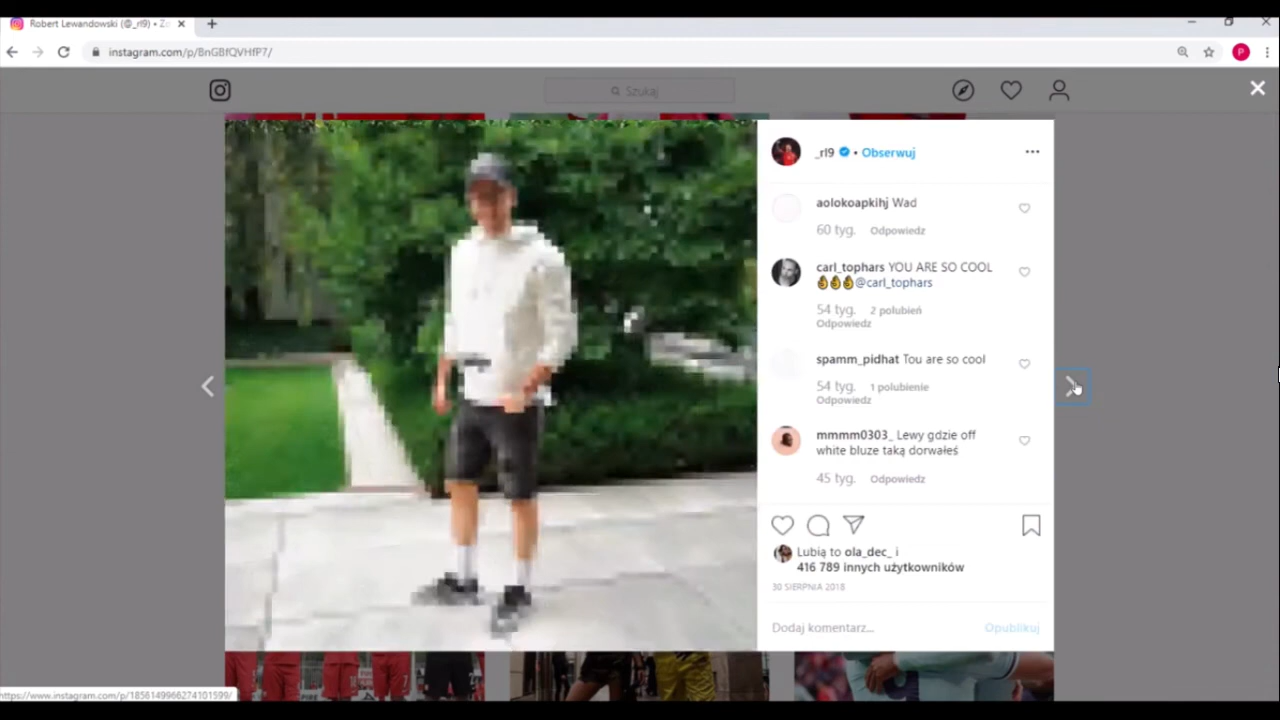 Robert Lewandowski (@_rl9) •
instagram.com/p/BnGBfQVHfP7/
P
Szukaj
_rl9 • Obserwuj
aolokoapkihj Wad
60 tyg. Odpowiedz
carl_tophars YOU ARE SO COOL
👌👌👌@carl_tophars
54 tyg. 2 polubień
Odpowiedz
spamm_pidhat Tou are so cool
54 tyg. 1 polubienie
Odpowiedz
mmmm0303_ Lewy gdzie off
white bluze taką dorwałeś
45 tyg. Odpowiedz
Lubią to ola_dec_ i
416 789 innych użytkowników
30 SIERPNIA 2018
Dodaj komentarz... Opublikuj
https://www.instagram.com/p/1856149966274101599/